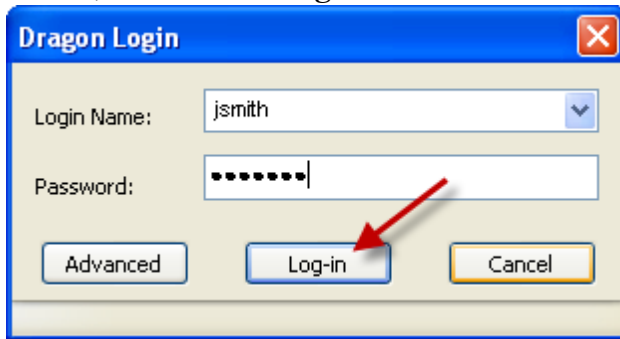 Dragon Login
Login Name: jsmith
Password: •••••••
Advanced Log-in Cancel